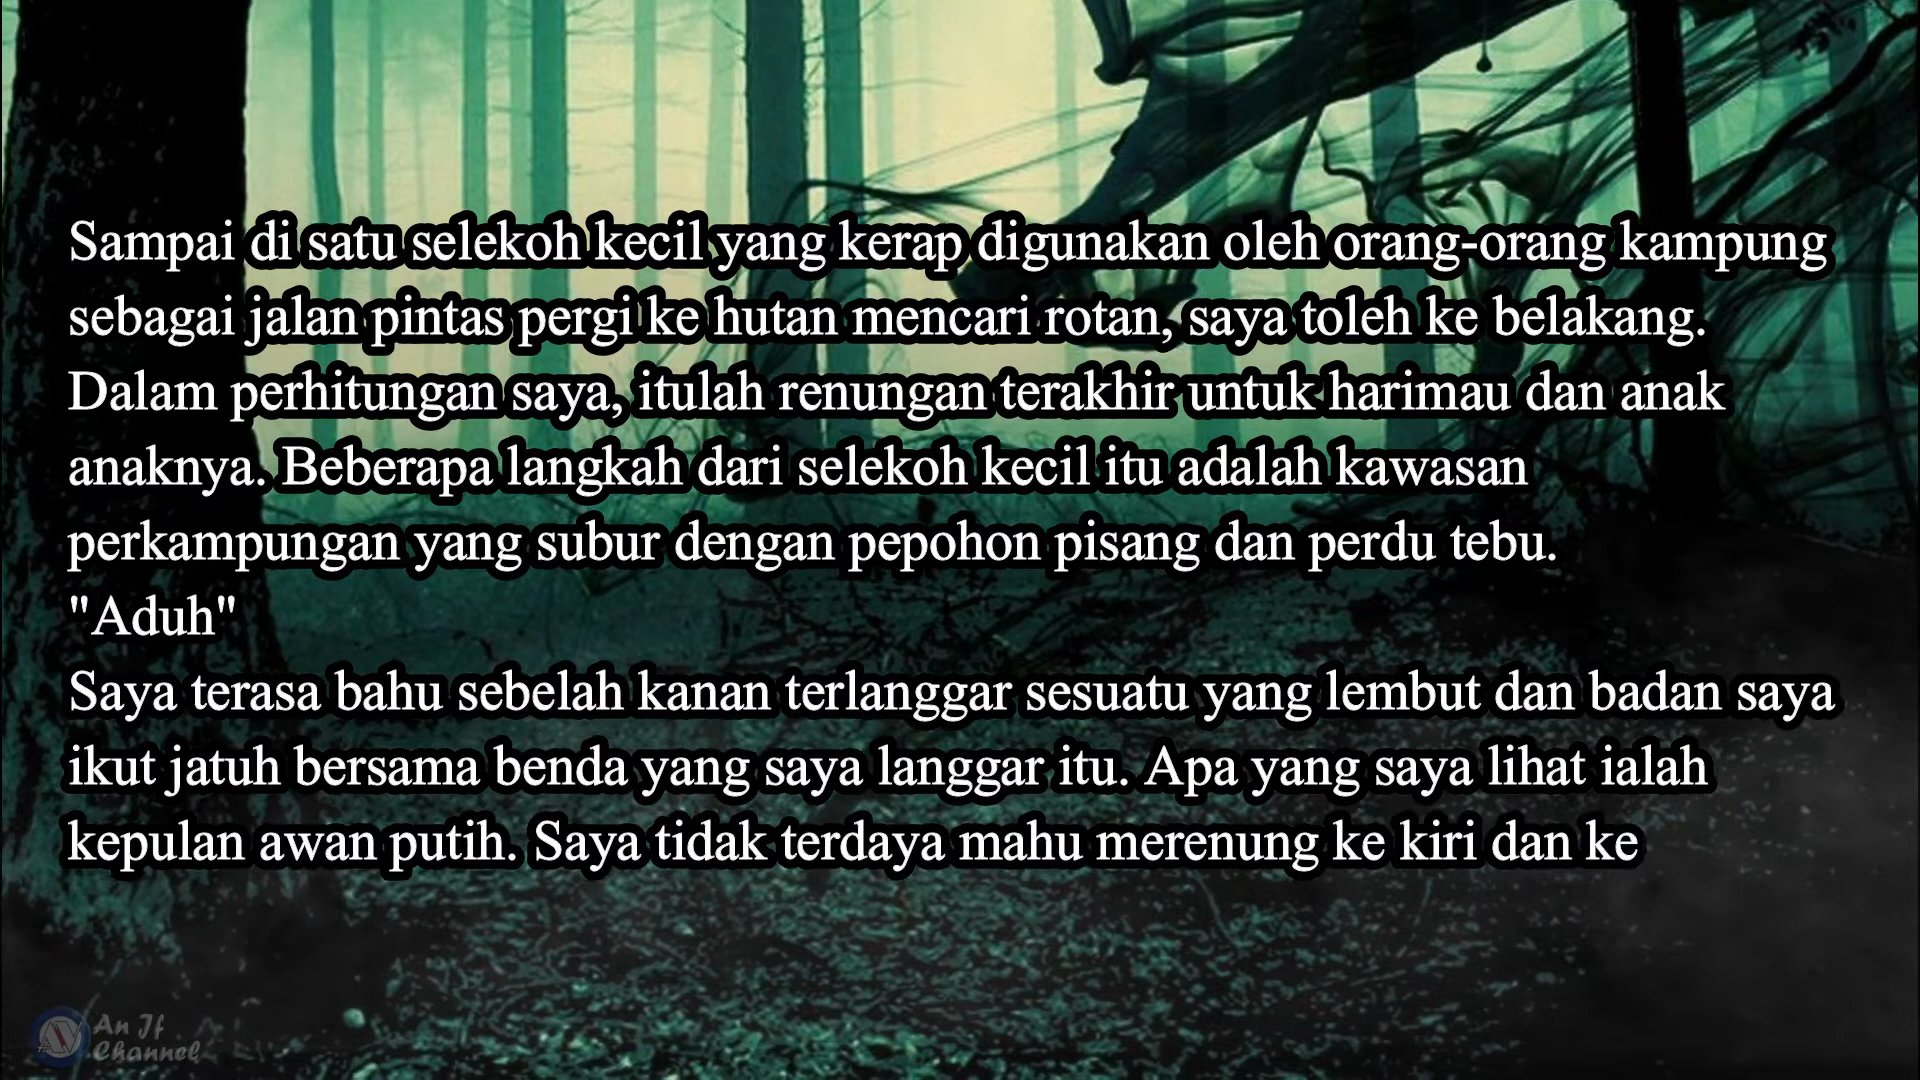 Sampai di satu selekoh kecil yang kerap digunakan oleh orang-orang kampung
sebagai jalan pintas pergi ke hutan mencari rotan, saya toleh ke belakang.
Dalam perhitungan saya, itulah renungan terakhir untuk harimau dan anak
anaknya. Beberapa langkah dari selekoh kecil itu adalah kawasan
perkampungan yang subur dengan pepohon pisang dan perdu tebu.
"Aduh"
Saya terasa bahu sebelah kanan terlanggar sesuatu yang lembut dan badan saya
ikut jatuh bersama benda yang saya langgar itu. Apa yang saya lihat ialah
kepulan awan putih. Saya tidak terdaya mahu merenung ke kiri dan ke
An If
Channel